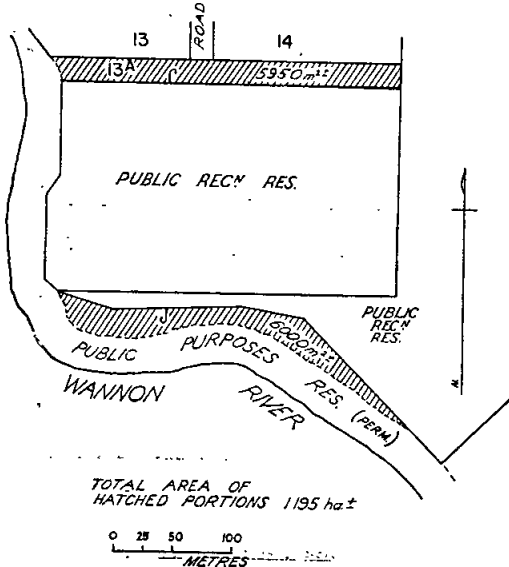 13
ROAD
14
13A
5950m²±
PUBLIC RECN RES.
PUBLIC
RECN
RES.
6000m²±
PUBLIC PURPOSES RES. (PERM.)
WANNON RIVER
TOTAL AREA OF
HATCHED PORTIONS 1195 ha±
0 25 50 100
METRES